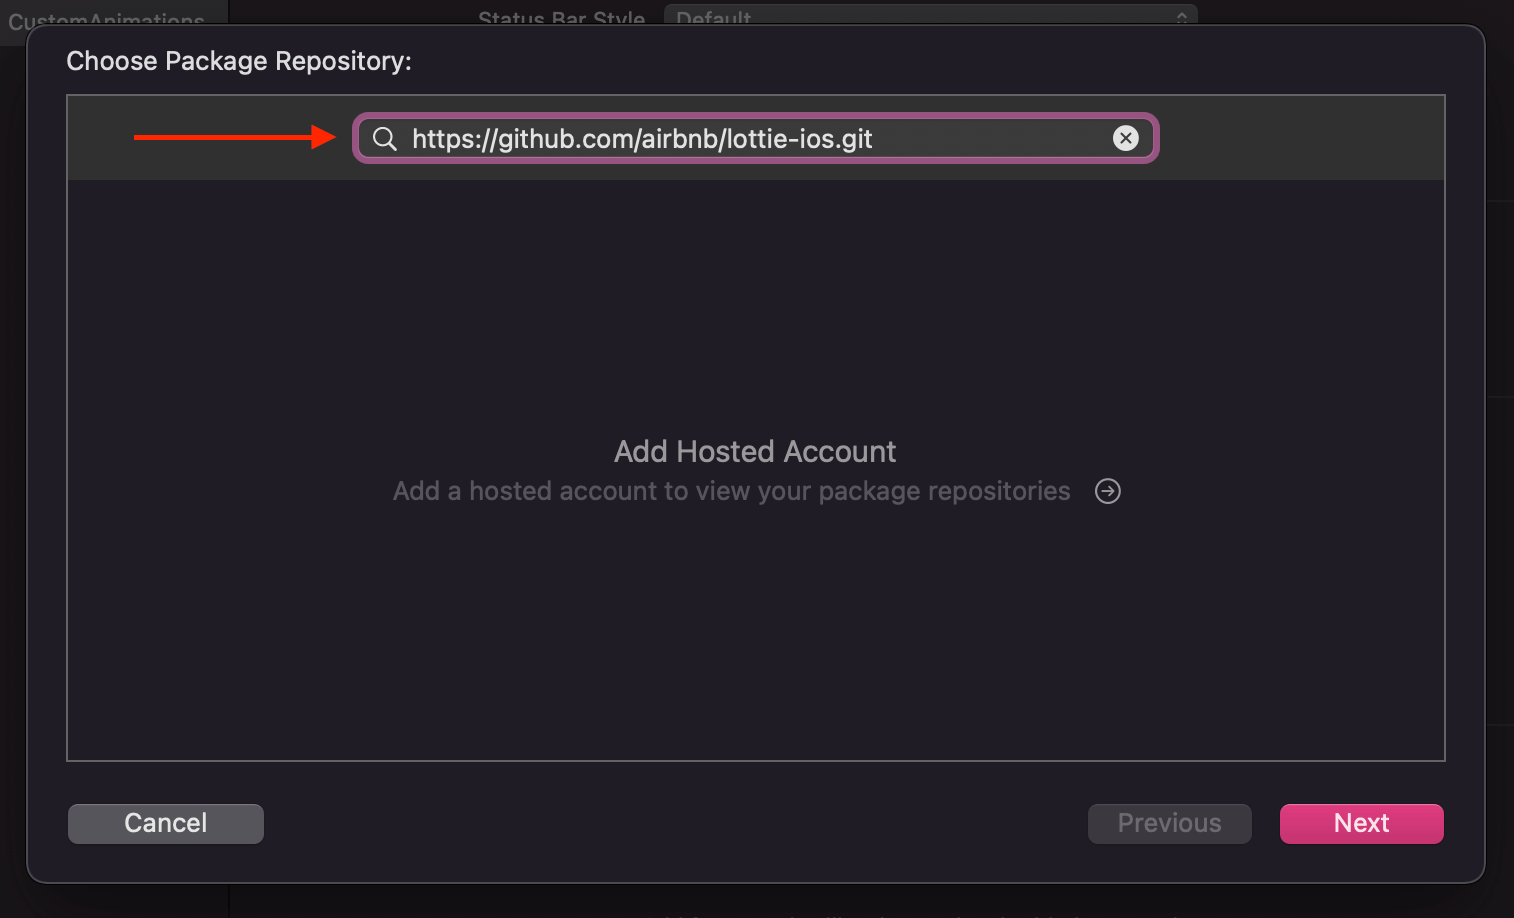 CustomAnimations
Status Bar Style
Default
Choose Package Repository:
https://github.com/airbnb/lottie-ios.git
Add Hosted Account
Add a hosted account to view your package repositories
Cancel
Previous
Next